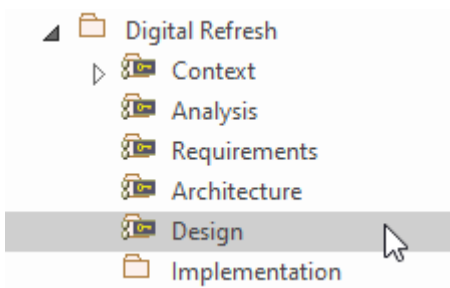 Digital Refresh
Context
Analysis
Requirements
Architecture
Design
Implementation